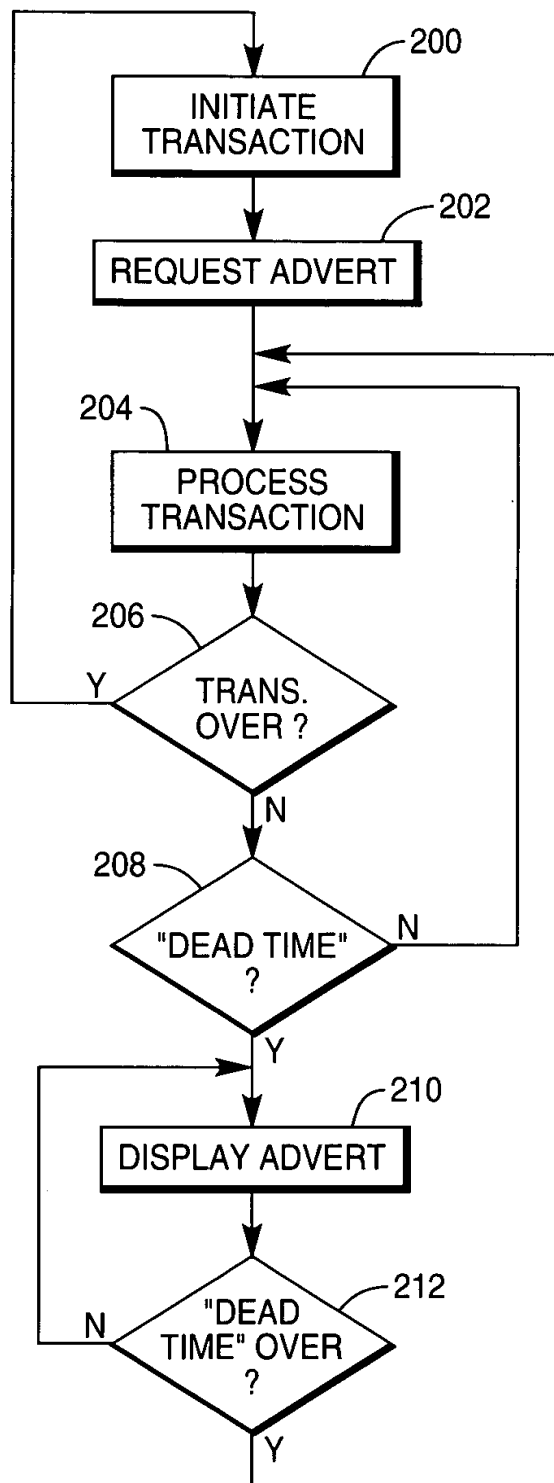 200
INITIATE
TRANSACTION
202
REQUEST ADVERT
204
PROCESS
TRANSACTION
206
Y
TRANS.
OVER ?
N
208
"DEAD TIME"
?
N
Y
210
DISPLAY ADVERT
212
N
"DEAD
TIME" OVER
?
Y